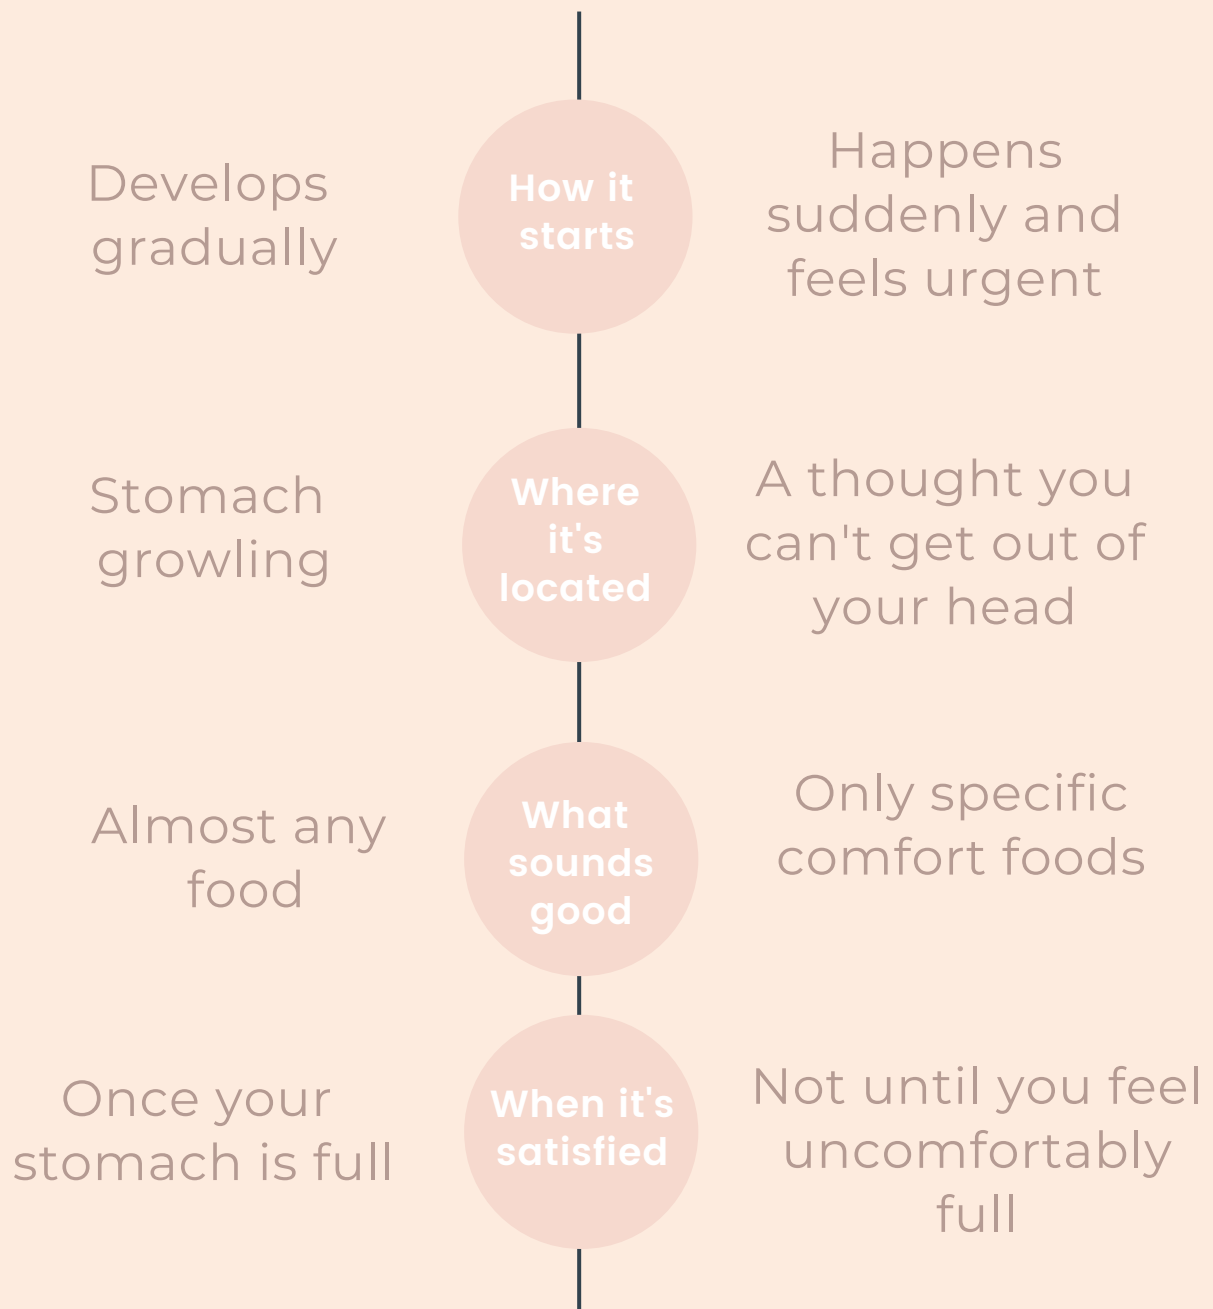 Develops
gradually
How it
starts
Happens
suddenly and
feels urgent
Stomach
growling
Where
it's
located
A thought you
can't get out of
your head
Almost any
food
What
sounds
good
Only specific
comfort foods
Once your
stomach is full
When it's
satisfied
Not until you feel
uncomfortably
full